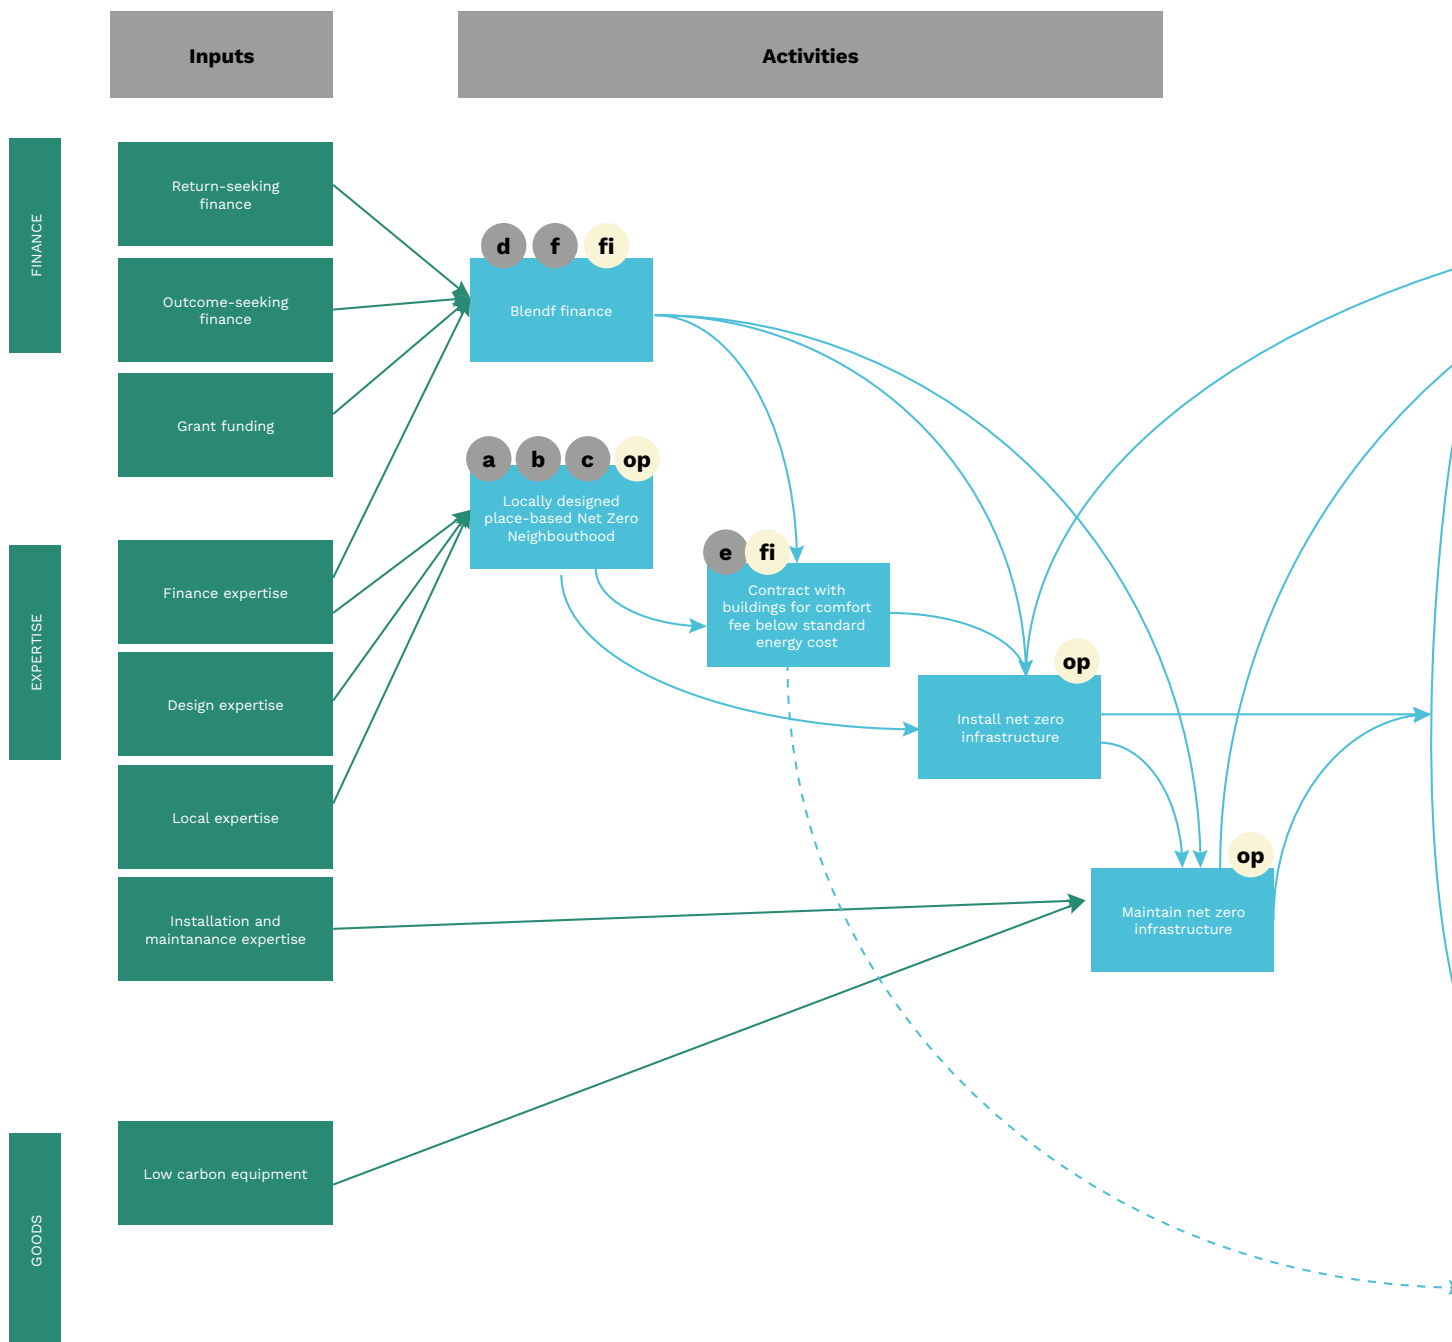 Inputs
Activities
FINANCE
Return-seeking
finance
Outcome-seeking
finance
Grant funding
EXPERTISE
Finance expertise
Design expertise
Local expertise
Installation and
maintanance expertise
GOODS
Low carbon equipment
d f fi
Blendf finance
a b c op
Locally designed
place-based Net Zero
Neighbouthood
e fi
Contract with
buildings for comfort
fee below standard
energy cost
op
Install net zero
infrastructure
op
Maintain net zero
infrastructure